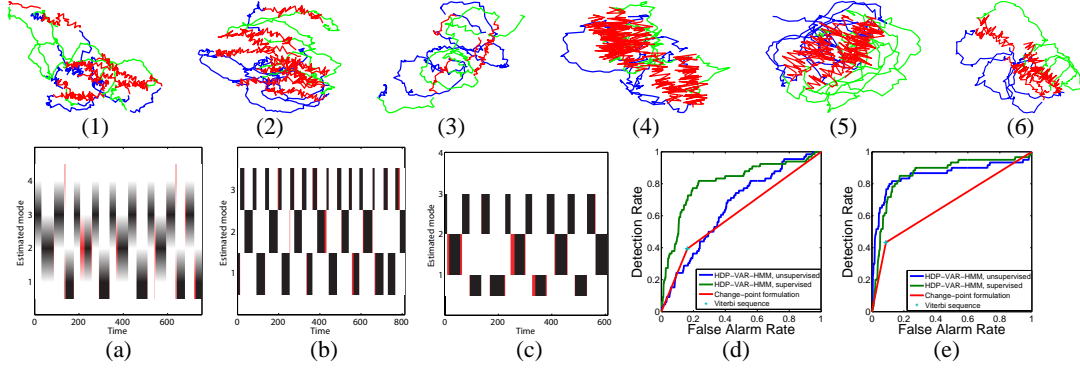 (1) (2) (3) (4) (5) (6)
Estimated mode
4
3
2
1
0 200 400 600
Time
(a)
Estimated mode
3
2
1
0 100 200 300 400 500 600 700 800
Time
(b)
Estimated mode
4
3
2
1
0 200 400 600
Time
(c)
Detection Rate
1
0.8
0.6
0.4
0.2
0
0 0.2 0.4 0.6 0.8 1
HDP-VAR-HMM, unsupervised
HDP-VAR-HMM, supervised
Change-point formulation
Viterbi sequence
False Alarm Rate
(d)
Detection Rate
1
0.8
0.6
0.4
0.2
0
0 0.2 0.4 0.6 0.8 1
HDP-VAR-HMM, unsupervised
HDP-VAR-HMM, supervised
Change-point formulation
Viterbi sequence
False Alarm Rate
(e)